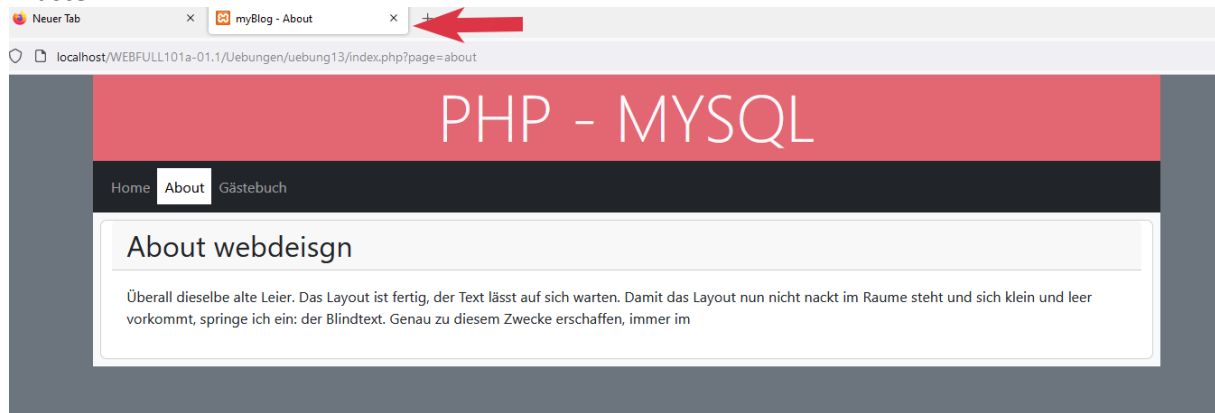 Neuer Tab
myBlog - About
localhost/WEBFULL101a-01.1/Uebungen/uebung13/index.php?page=about
PHP - MYSQL
Home About Gästebuch
About webdeisgn
Überall dieselbe alte Leier. Das Layout ist fertig, der Text lässt auf sich warten. Damit das Layout nun nicht nackt im Raume steht und sich klein und leer
vorkommt, springe ich ein: der Blindtext. Genau zu diesem Zwecke erschaffen, immer im